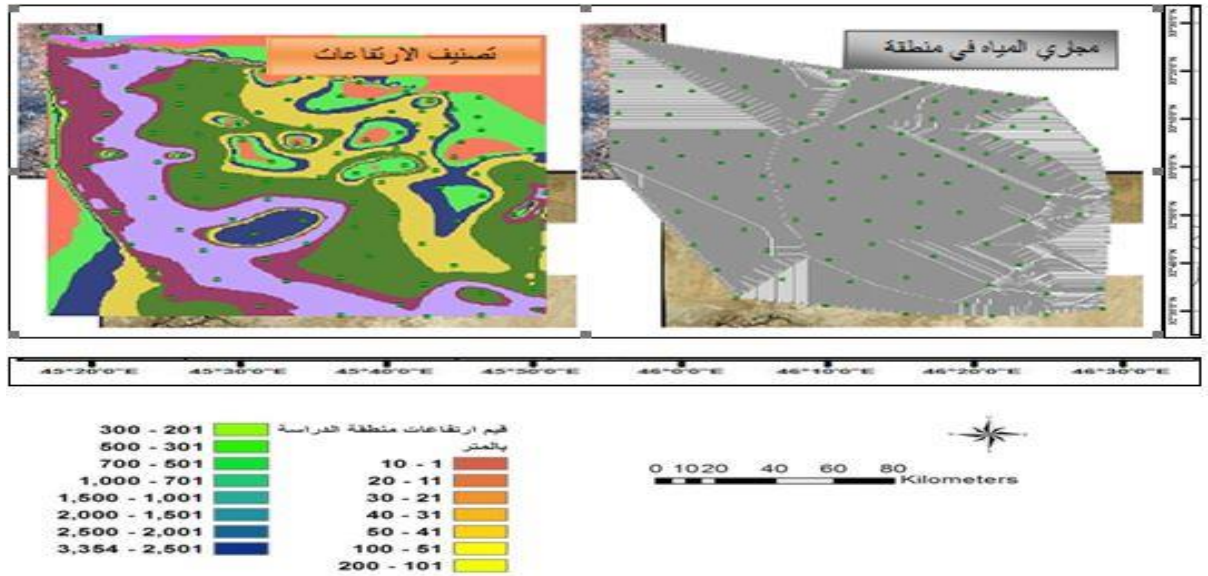 تصنيف الارتفاعات
مجاري المياه في منطقة
45°20'0"E 45°30'0"E 45°40'0"E 45°50'0"E 46°0'0"E 46°10'0"E 46°20'0"E 46°30'0"E
قيم ارتفاعات منطقة الدراسة
بالمتر
10 - 1
20 - 11
30 - 21
40 - 31
50 - 41
100 - 51
200 - 101
300 - 201
500 - 301
700 - 501
1,000 - 701
1,500 - 1,001
2,000 - 1,501
2,500 - 2,001
3,354 - 2,501
0 10 20 40 60 80
Kilometers